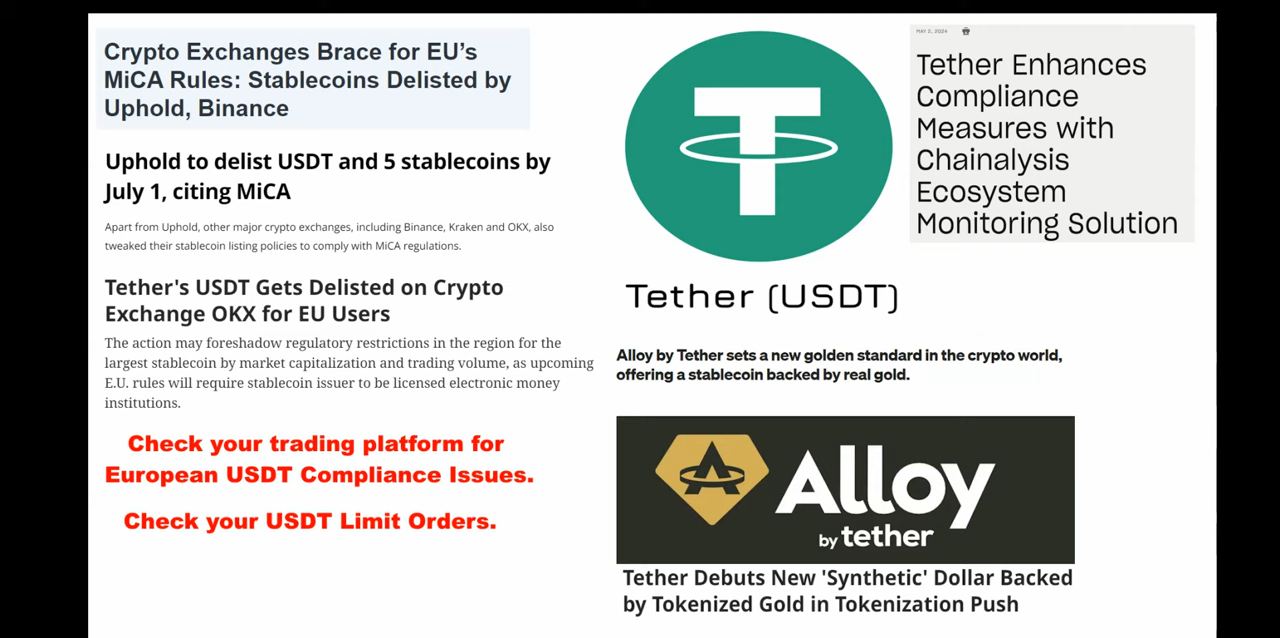 Crypto Exchanges Brace for EU’s
MiCA Rules: Stablecoins Delisted by
Uphold, Binance
Uphold to delist USDT and 5 stablecoins by
July 1, citing MiCA
Apart from Uphold, other major crypto exchanges, including Binance, Kraken and OKX, also
tweaked their stablecoin listing policies to comply with MiCA regulations.
Tether's USDT Gets Delisted on Crypto
Exchange OKX for EU Users
The action may foreshadow regulatory restrictions in the region for the
largest stablecoin by market capitalization and trading volume, as upcoming
E.U. rules will require stablecoin issuer to be licensed electronic money
institutions.
Check your trading platform for
European USDT Compliance Issues.
Check your USDT Limit Orders.
Tether (USDT)
MAY 2, 2024
Tether Enhances
Compliance
Measures with
Chainalysis
Ecosystem
Monitoring Solution
Alloy by Tether sets a new golden standard in the crypto world,
offering a stablecoin backed by real gold.
Alloy
by tether
Tether Debuts New 'Synthetic' Dollar Backed
by Tokenized Gold in Tokenization Push